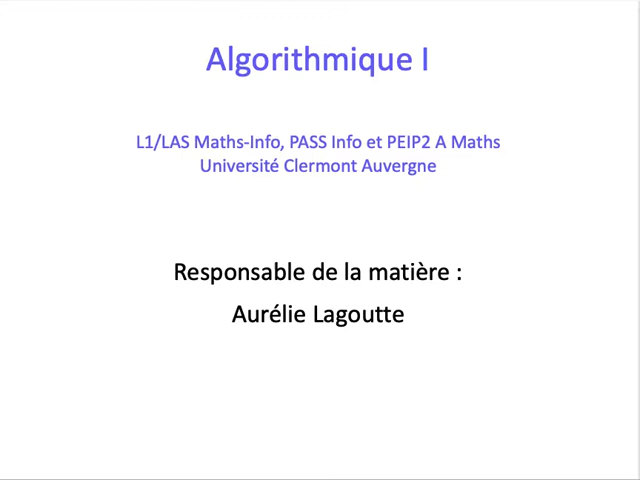 Algorithmique I
L1/LAS Maths-Info, PASS Info et PEIP2 A Maths
Université Clermont Auvergne
Responsable de la matière :
Aurélie Lagoutte